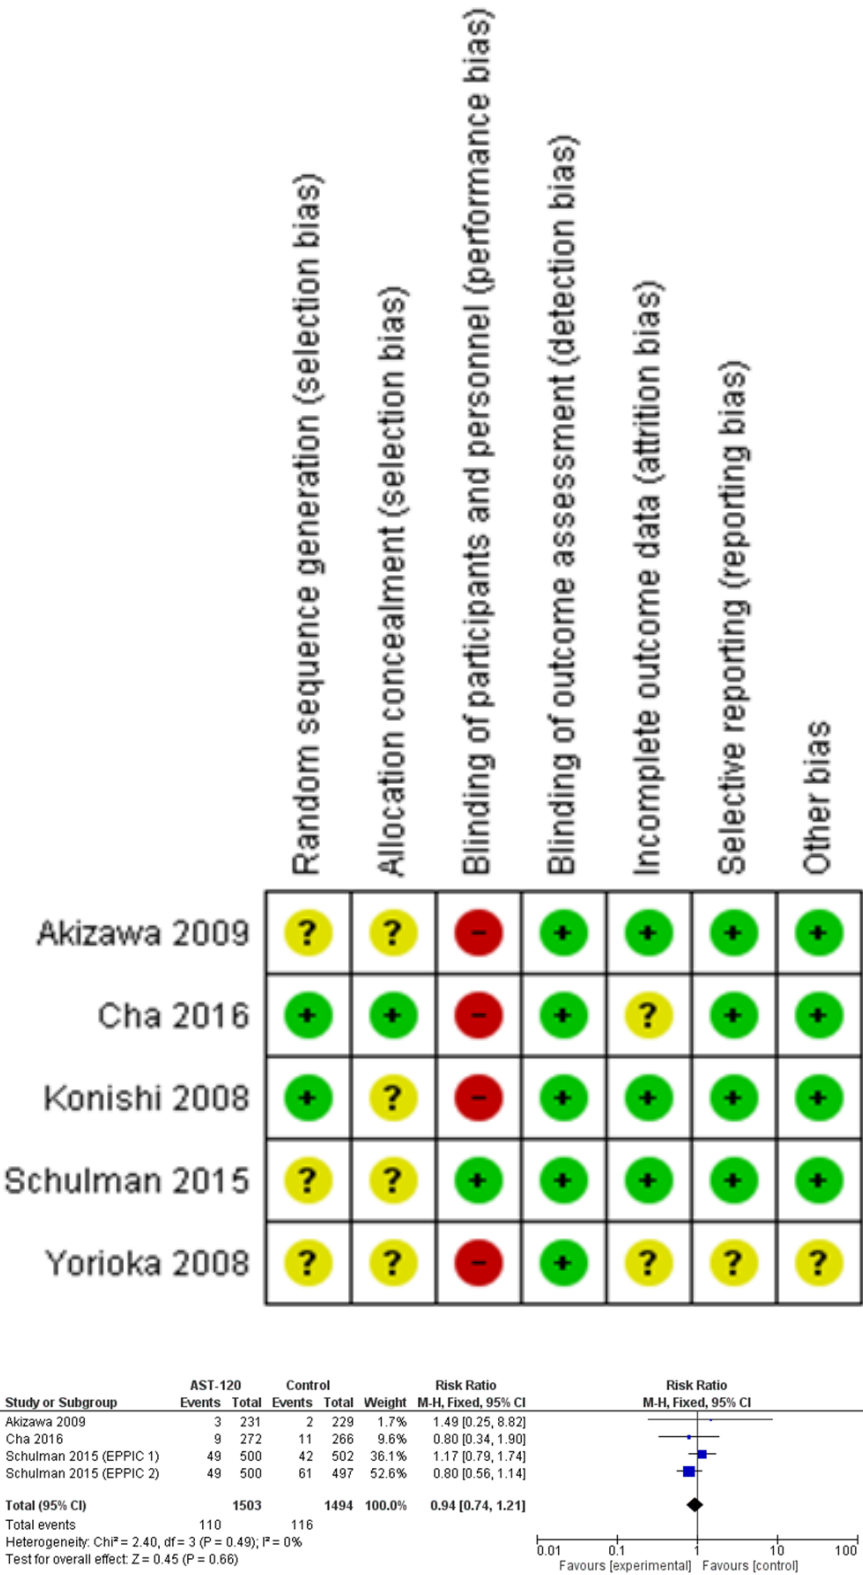 Random sequence generation (selection bias)
Allocation concealment (selection bias)
Blinding of participants and personnel (performance bias)
Blinding of outcome assessment (detection bias)
Incomplete outcome data (attrition bias)
Selective reporting (reporting bias)
Other bias
Akizawa 2009 ? ? - + + + +
Cha 2016 + + - + ? + +
Konishi 2008 + ? - + + + +
Schulman 2015 ? ? + + + + +
Yorioka 2008 ? ? - + ? ? ?
AST-120 Control Risk Ratio Risk Ratio
Study or Subgroup Events Total Events Total Weight M-H, Fixed, 95% CI M-H, Fixed, 95% CI
Akizawa 2009 3 231 2 229 1.7% 1.49 [0.25, 8.82]
Cha 2016 9 272 11 266 9.6% 0.80 [0.34, 1.90]
Schulman 2015 (EPPIC 1) 49 500 42 502 36.1% 1.17 [0.79, 1.74]
Schulman 2015 (EPPIC 2) 49 500 61 497 52.6% 0.80 [0.56, 1.14]
Total (95% CI) 1503 1494 100.0% 0.94 [0.74, 1.21]
Total events 110 116
Heterogeneity: Chi² = 2.40, df = 3 (P = 0.49); I² = 0%
Test for overall effect: Z = 0.45 (P = 0.66)
0.01 0.1 1 10 100
Favours [experimental] Favours [control]